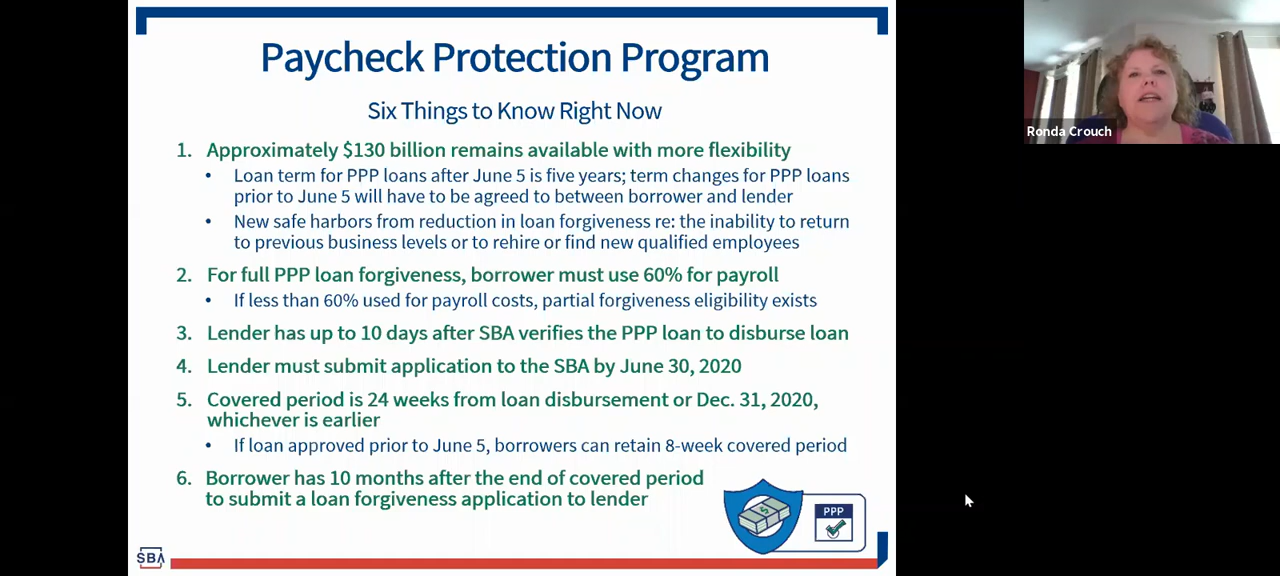 Paycheck Protection Program
Six Things to Know Right Now
1. Approximately $130 billion remains available with more flexibility
• Loan term for PPP loans after June 5 is five years; term changes for PPP loans
prior to June 5 will have to be agreed to between borrower and lender
• New safe harbors from reduction in loan forgiveness re: the inability to return
to previous business levels or to rehire or find new qualified employees
2. For full PPP loan forgiveness, borrower must use 60% for payroll
• If less than 60% used for payroll costs, partial forgiveness eligibility exists
3. Lender has up to 10 days after SBA verifies the PPP loan to disburse loan
4. Lender must submit application to the SBA by June 30, 2020
5. Covered period is 24 weeks from loan disbursement or Dec. 31, 2020,
whichever is earlier
• If loan approved prior to June 5, borrowers can retain 8-week covered period
6. Borrower has 10 months after the end of covered period
to submit a loan forgiveness application to lender
$
PPP
SBA
Ronda Crouch